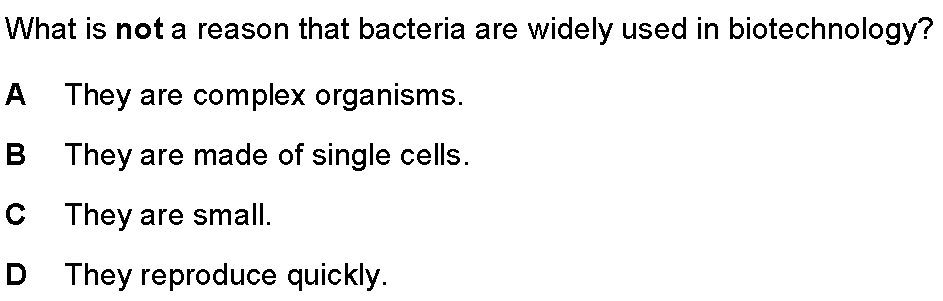 What is not a reason that bacteria are widely used in biotechnology?
A They are complex organisms.
B They are made of single cells.
C They are small.
D They reproduce quickly.